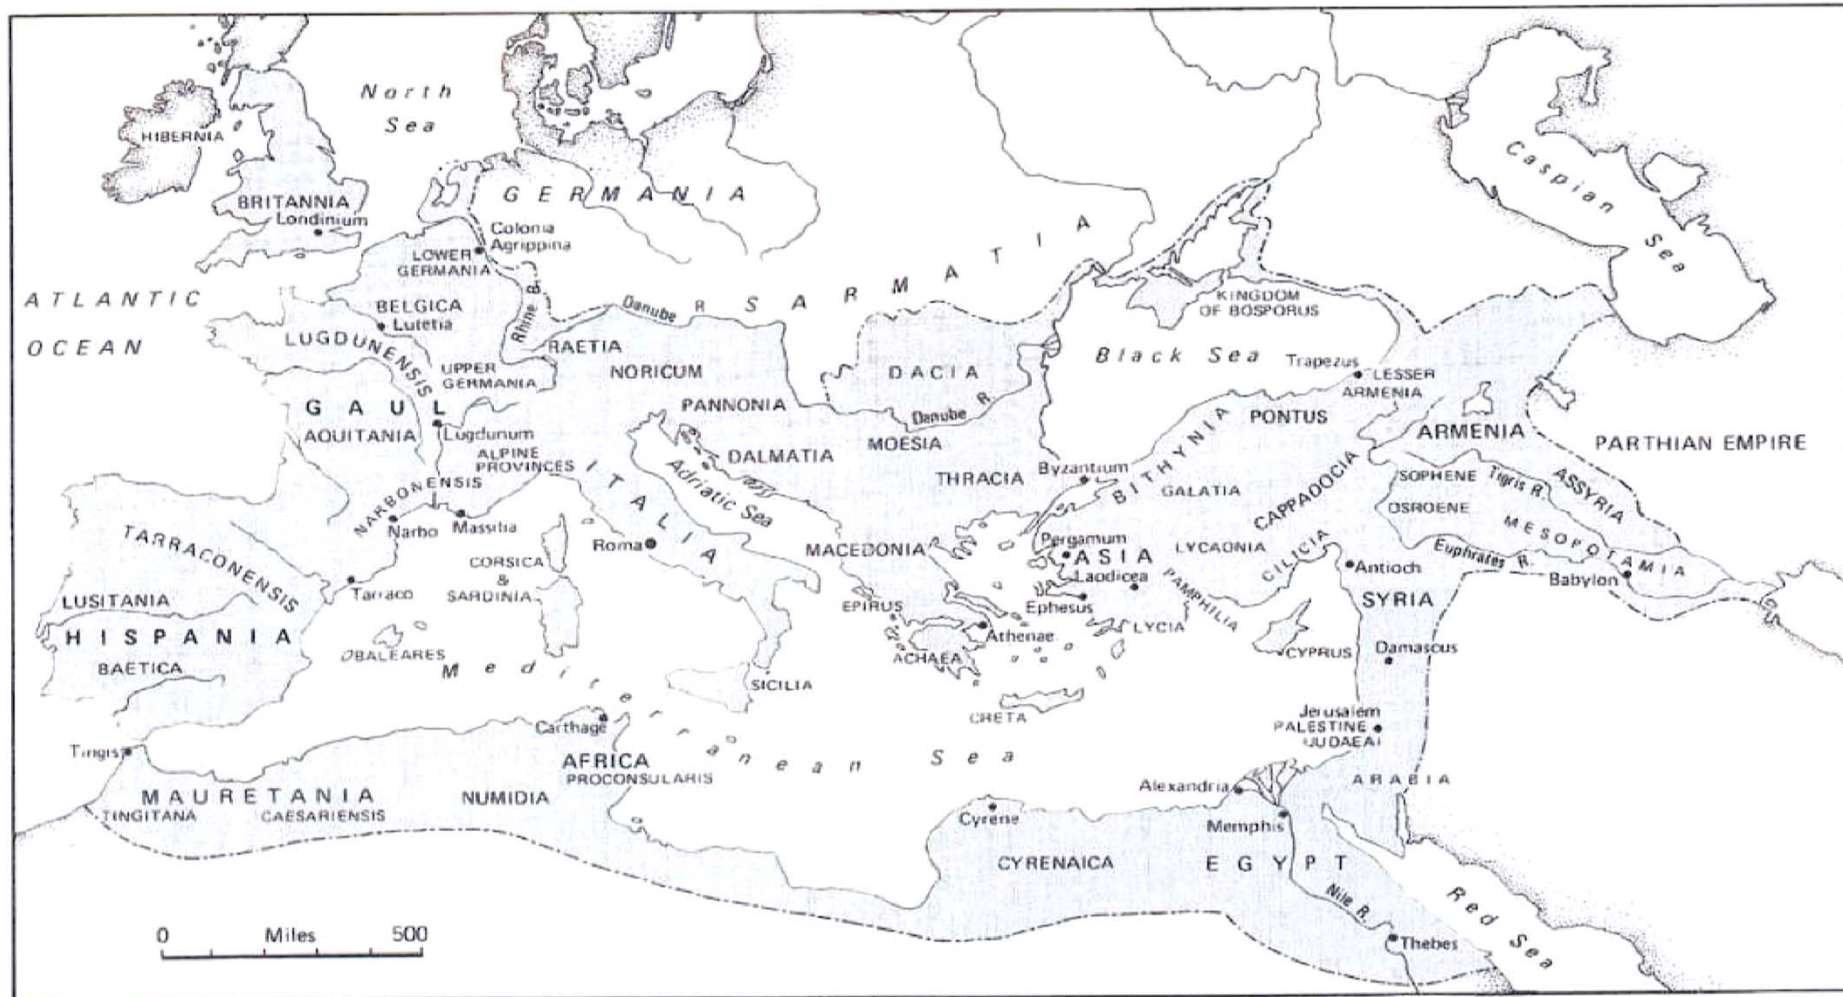 North
Sea
HIBERNIA
BRITANNIA
Londinium
GERMANIA
Colonia
Agrippina
LOWER
GERMANIA
Caspian
Sea
SARMATIA
ATLANTIC
OCEAN
BELGICA
Lutetia
Rhine R.
Danube R
KINGDOM
OF BOSPORUS
LUGDUNENSIS
RAETIA
Black Sea
Trapezus
LESSER
ARMENIA
UPPER
GERMANIA
NORICUM
DACIA
GAUL
PANNONIA
Danube R.
PONTUS
AQUITANIA
Lugdunum
MOESIA
BITHYNIA
ARMENIA
PARTHIAN EMPIRE
ALPINE
PROVINCES
DALMATIA
Byzantium
THRACIA
GALATIA
CAPPADOCIA
SOPHENE
Tigris R.
ASSYRIA
NARBONENSIS
Narbo
Massilia
ITALIA
Adriatic Sea
OSROENE
MESOPOTAMIA
TARRACONENSIS
Roma
MACEDONIA
Pergamum
ASIA
LYCAONIA
CILICIA
Euphrates R.
CORSICA
&
SARDINIA
Laodicea
Antioch
Babylon
LUSITANIA
Tarraco
EPIRUS
Ephesus
PAMPHILIA
SYRIA
HISPANIA
Athenae
LYCIA
BALEARES
ACHAEA
CYPRUS
Damascus
BAETICA
Mediterranean Sea
SICILIA
CRETA
Jerusalem
PALESTINE
(JUDAEA)
Carthage
Tingis
AFRICA
PROCONSULARIS
ARABIA
MAURETANIA
NUMIDIA
Alexandria
TINGITANA
CAESARIENSIS
Cyrene
Memphis
CYRENAICA
EGYPT
Nile R.
Red Sea
Thebes
0 Miles 500